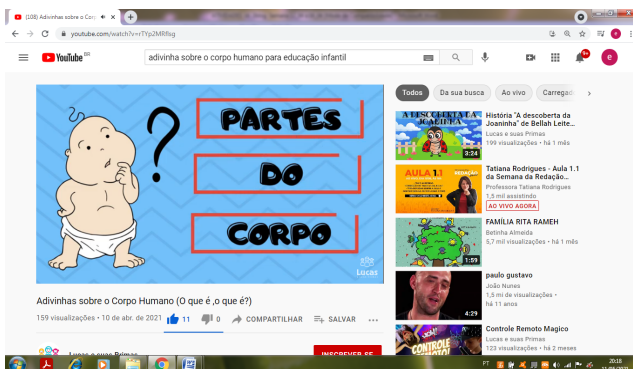 (108) Adivinhas sobre o Cor
youtube.com/watch?v=rTYp2MRflsg
YouTube BR
adivinha sobre o corpo humano para educação infantil
e
PARTES
DO
CORPO
Lucas
Adivinhas sobre o Corpo Humano (O que é ,o que é?)
159 visualizações • 10 de abr. de 2021
11
0
COMPARTILHAR
SALVAR
Lucas e suas Primas
INSCREVER-SE
Todos
Da sua busca
Ao vivo
Carregad
A DESCOBERTA DA
JOANINHA
3:24
História "A descoberta da
Joaninha" de Bellah Leite...
Lucas e suas Primas
199 visualizações • há 1 mês
AULA 1.1
REDAÇÃO
Tatiana Rodrigues - Aula 1.1
da Semana da Redação...
Professora Tatiana Rodrigues
1,5 mil assistindo
AO VIVO AGORA
1:59
FAMÍLIA RITA RAMEH
Betinha Almeida
5,7 mil visualizações • há 1 mês
4:29
paulo gustavo
João Nunes
1,5 mi de visualizações •
há 11 anos
CONTROLE
REMOTO
Controle Remoto Magico
Lucas e suas Primas
123 visualizações • há 2 meses
PT
20:18